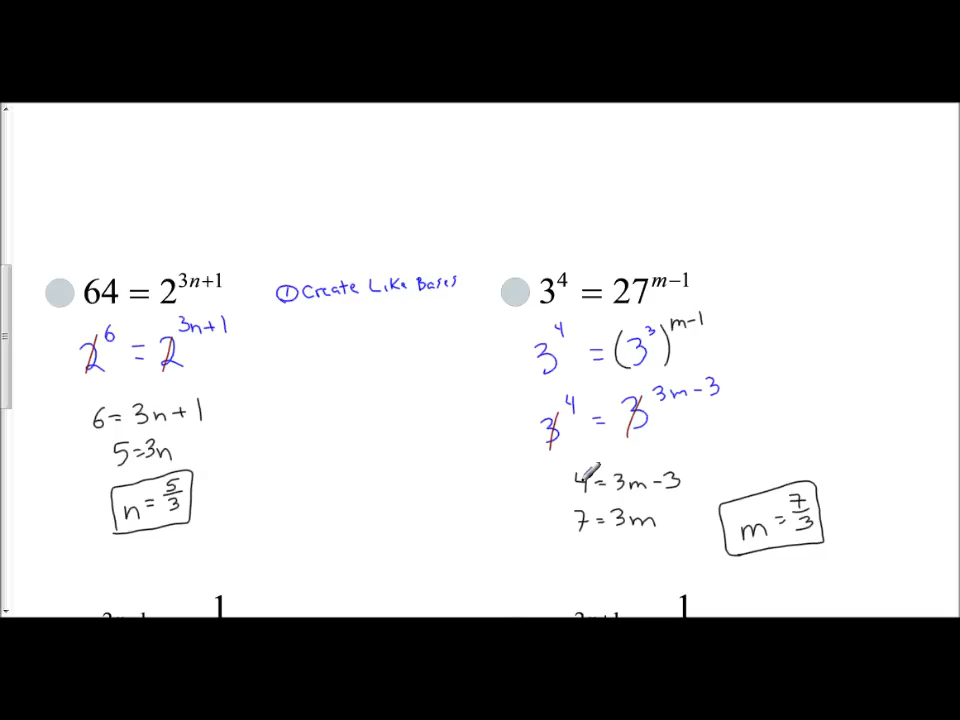 64 = 2^{3n+1}
① Create Like Bases
2^6 = 2^{3n+1}
6 = 3n + 1
5 = 3n
n = 5/3
3^4 = 27^{m−1}
3^4 = (3^3)^{m−1}
3^4 = 3^{3m−3}
4 = 3m − 3
7 = 3m
m = 7/3